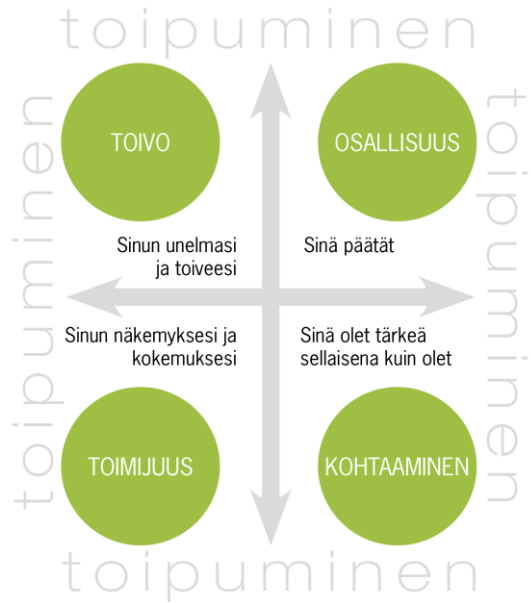 toipuminen
toipuminen
TOIVO
OSALLISUUS
toipuminen
Sinun unelmasi
ja toiveesi
Sinä päätät
Sinun näkemyksesi ja
kokemuksesi
Sinä olet tärkeä
sellaisena kuin olet
TOIMIJUUS
KOHTAAMINEN
toipuminen